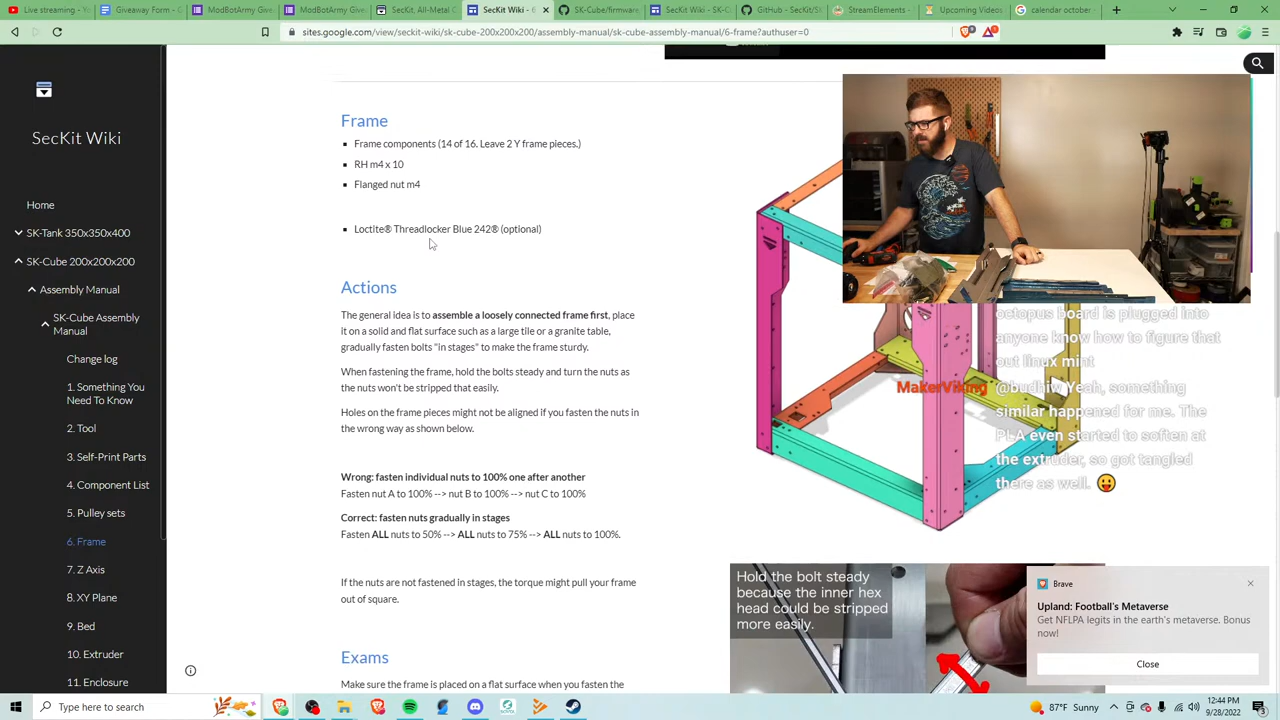 Live streaming
Giveaway Form -
ModBotArmy Giv
ModBotArmy Give
SecKit. All-Metal C
SecKit Wiki - 6
SK-Cube/firmware
SecKit Wiki - SK-C
GitHub - SecKit/S
StreamElements -
Upcoming Videos
calendar october
sites.google.com/view/seckit-wiki/sk-cube-200x200x200/assembly-manual/sk-cube-assembly-manual/6-frame?authuser=0
SecKit Wiki
Home
SK-Tank
SK-Cube 200x200x200
Assembly Manual
SK-Cube Assembly
Manual
1. Something You
Need To Know
2. Tool
3. Self-Print Parts
4. Component List
5. Pulley sets
6. Frame
7. Z Axis
8. XY Plane
9. Bed
10. Extruder
11. Enclosure
Frame
Frame components (14 of 16. Leave 2 Y frame pieces.)
RH m4 x 10
Flanged nut m4
Loctite® Threadlocker Blue 242® (optional)
Actions
The general idea is to assemble a loosely connected frame first, place
it on a solid and flat surface such as a large tile or a granite table,
gradually fasten bolts "in stages" to make the frame sturdy.
When fastening the frame, hold the bolts steady and turn the nuts as
the nuts won't be stripped that easily.
Holes on the frame pieces might not be aligned if you fasten the nuts in
the wrong way as shown below.
Wrong: fasten individual nuts to 100% one after another
Fasten nut A to 100% --> nut B to 100% --> nut C to 100%
Correct: fasten nuts gradually in stages
Fasten ALL nuts to 50% --> ALL nuts to 75% --> ALL nuts to 100%.
If the nuts are not fastened in stages, the torque might pull your frame
out of square.
Exams
Make sure the frame is placed on a flat surface when you fasten the
octopus board is plugged into
anyone know how to figure that
out linux mint
MakerViking @budhiw Yeah, something
similar happened for me. The
PLA even started to soften at
the extruder, so got tangled
there as well. 😛
Hold the bolt steady
because the inner hex
head could be stripped
more easily.
Brave
Upland: Football's Metaverse
Get NFLPA legits in the earth's metaverse. Bonus
now!
Close
Type here to search
87°F Sunny
12:44 PM
9/28/2022